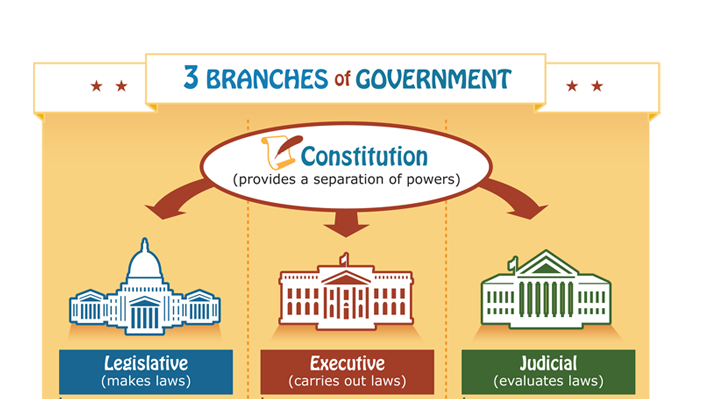 3 BRANCHES of GOVERNMENT
Constitution
(provides a separation of powers)
Legislative
(makes laws)
Executive
(carries out laws)
Judicial
(evaluates laws)